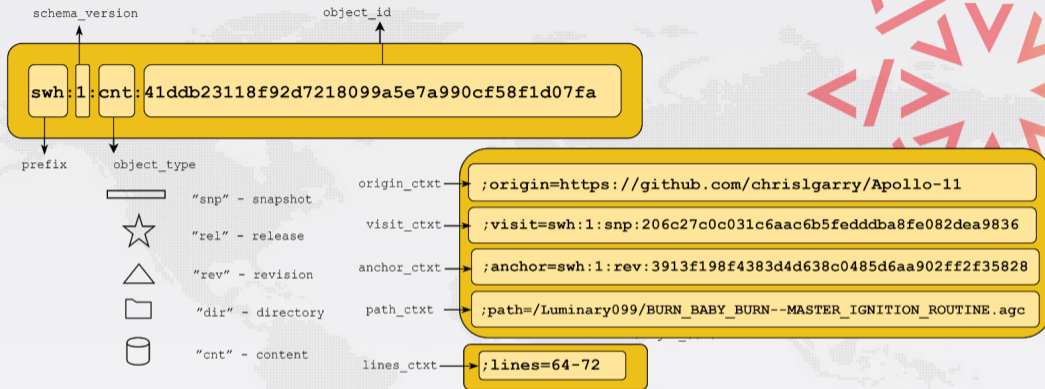 schema_version
object_id
swh:1:cnt:41ddb23118f92d7218099a5e7a990cf58f1d07fa
prefix
object_type
"snp" - snapshot
"rel" - release
"rev" - revision
"dir" - directory
"cnt" - content
origin_ctxt
;origin=https://github.com/chrislgarry/Apollo-11
visit_ctxt
;visit=swh:1:snp:206c27c0c031c6aac6b5fedddba8fe082dea9836
anchor_ctxt
;anchor=swh:1:rev:3913f198f4383d4d638c0485d6aa902ff2f35828
path_ctxt
;path=/Luminary099/BURN_BABY_BURN--MASTER_IGNITION_ROUTINE.agc
lines_ctxt
;lines=64-72